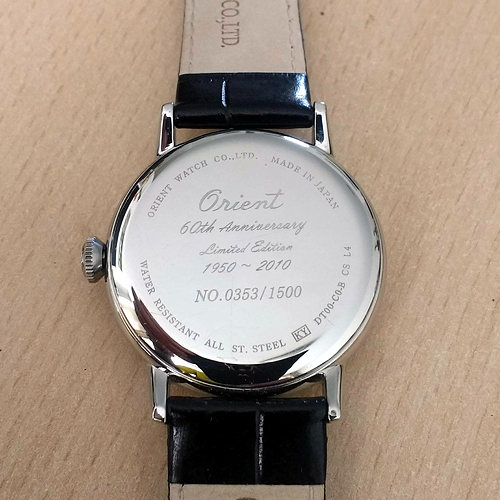 CO.,LTD.
ORIENT WATCH CO.,LTD. MADE IN JAPAN
Orient
60th Anniversary
Limited Edition
1950 ~ 2010
NO.0353/1500
WATER RESISTANT ALL ST. STEEL KY DT00-C0-B CS L4